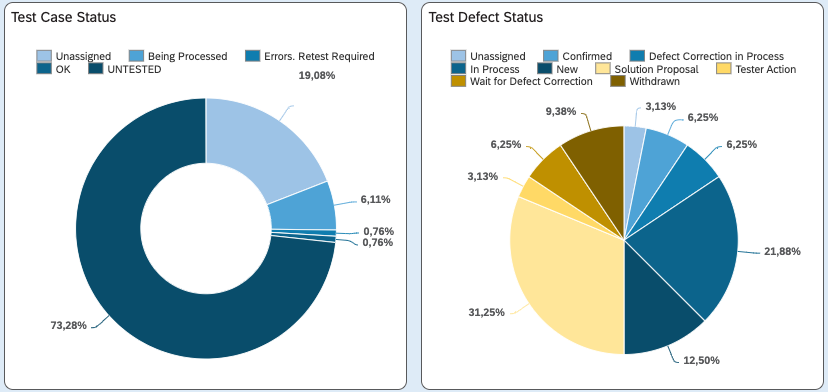 Test Case Status
Unassigned Being Processed Errors. Retest Required
OK UNTESTED
19,08%
6,11%
0,76%
0,76%
73,28%
Test Defect Status
Unassigned Confirmed Defect Correction in Process
In Process New Solution Proposal Tester Action
Wait for Defect Correction Withdrawn
3,13%
6,25%
6,25%
21,88%
12,50%
31,25%
3,13%
6,25%
9,38%